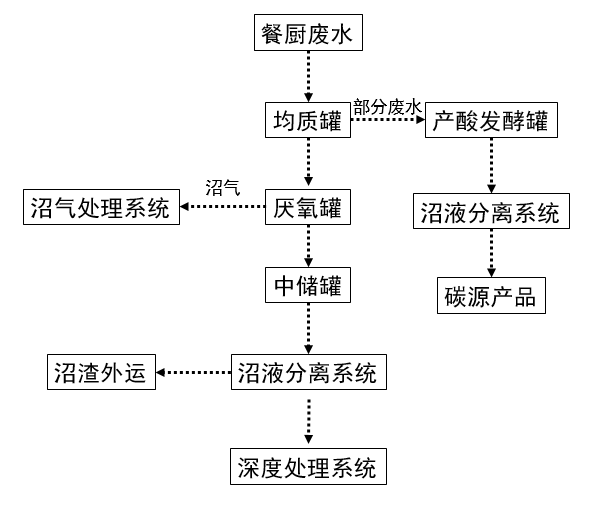 餐厨废水
部分废水
均质罐
产酸发酵罐
沼气
沼气处理系统
厌氧罐
沼液分离系统
中储罐
碳源产品
沼渣外运
沼液分离系统
深度处理系统